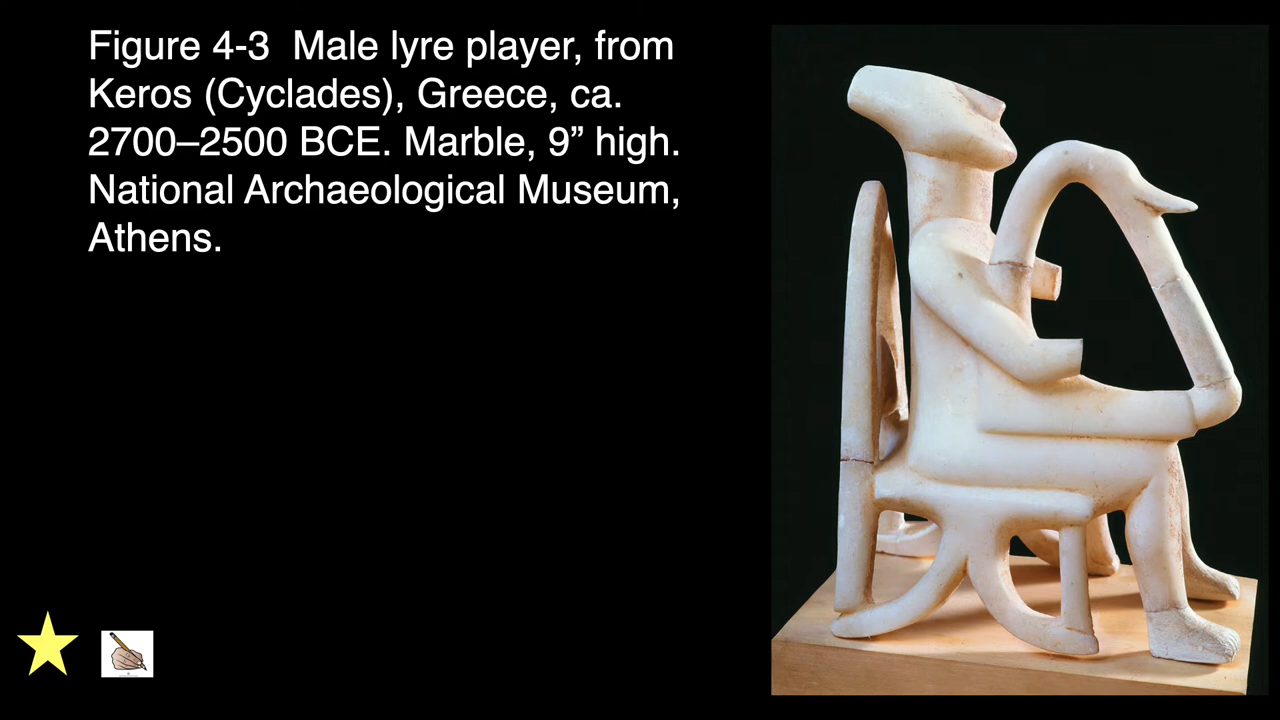 Figure 4-3  Male lyre player, from
Keros (Cyclades), Greece, ca.
2700–2500 BCE. Marble, 9” high.
National Archaeological Museum,
Athens.